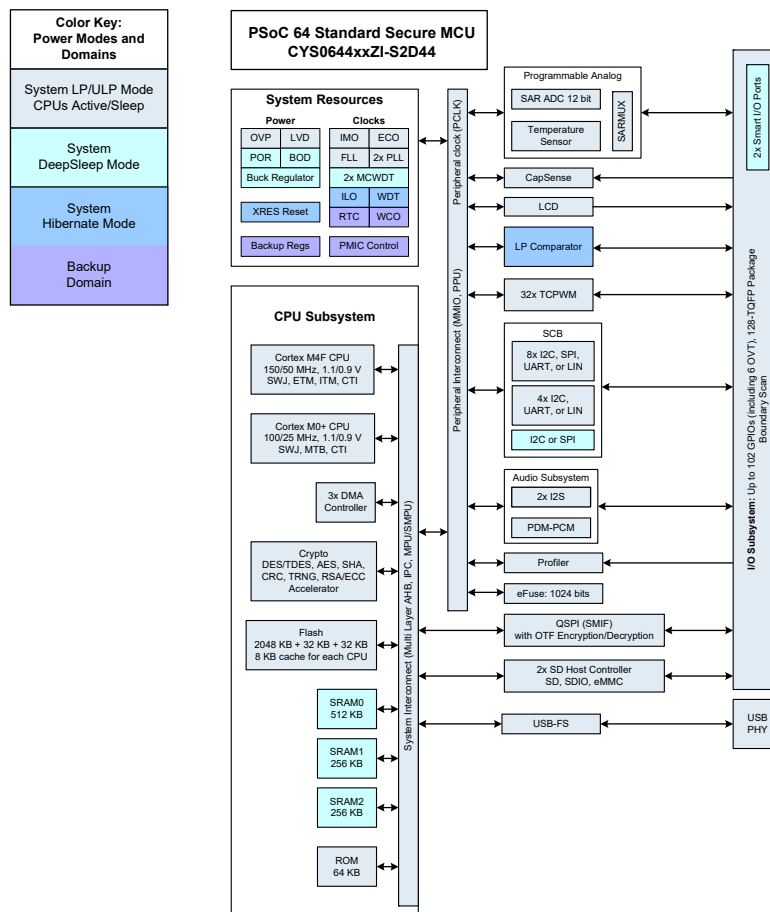 Color Key:
Power Modes and
Domains
System LP/ULP Mode
CPUs Active/Sleep
System
DeepSleep Mode
System
Hibernate Mode
Backup
Domain
PSoC 64 Standard Secure MCU
CYS0644xxZI-S2D44
System Resources
Power
Clocks
OVP
LVD
IMO
ECO
POR
BOD
FLL
2x PLL
Buck Regulator
2x MCWDT
XRES Reset
ILO
WDT
RTC
WCO
Backup Regs
PMIC Control
CPU Subsystem
Cortex M4F CPU
150/50 MHz, 1.1/0.9 V
SWJ, ETM, ITM, CTI
Cortex M0+ CPU
100/25 MHz, 1.1/0.9 V
SWJ, MTB, CTI
3x DMA
Controller
Crypto
DES/TDES, AES, SHA,
CRC, TRNG, RSA/ECC
Accelerator
Flash
2048 KB + 32 KB + 32 KB
8 KB cache for each CPU
SRAM0
512 KB
SRAM1
256 KB
SRAM2
256 KB
ROM
64 KB
System Interconnect (Multi Layer AHB, IPC, MPU/SMPU)
Peripheral clock (PCLK)
Peripheral Interconnect (MMIO, PPU)
Programmable Analog
SAR ADC 12 bit
Temperature
Sensor
SARMUX
CapSense
LCD
LP Comparator
32x TCPWM
SCB
8x I2C, SPI,
UART, or LIN
4x I2C,
UART, or LIN
I2C or SPI
Audio Subsystem
2x I2S
PDM-PCM
Profiler
eFuse: 1024 bits
QSPI (SMIF)
with OTF Encryption/Decryption
2x SD Host Controller
SD, SDIO, eMMC
USB-FS
2x Smart I/O Ports
I/O Subsystem: Up to 102 GPIOs (including 6 OVT), 128-TQFP Package
Boundary Scan
USB
PHY